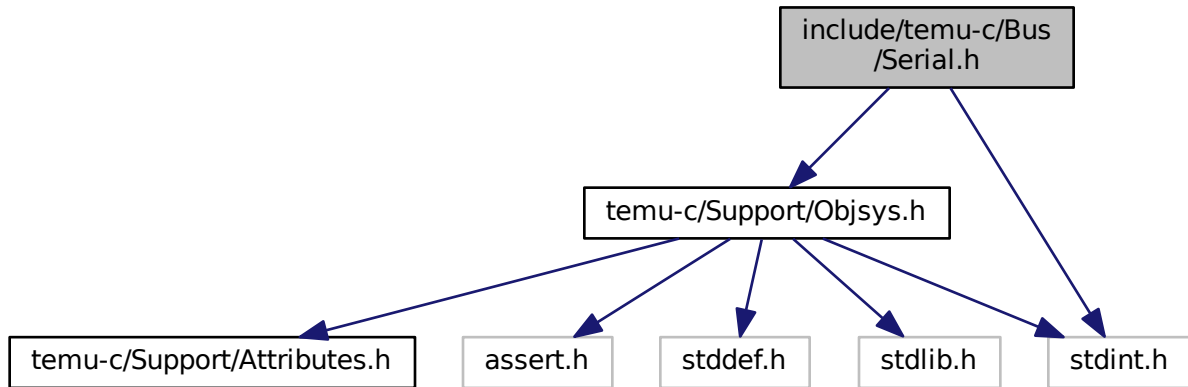 include/temu-c/Bus
/Serial.h
temu-c/Support/Objsys.h
temu-c/Support/Attributes.h
assert.h
stddef.h
stdlib.h
stdint.h